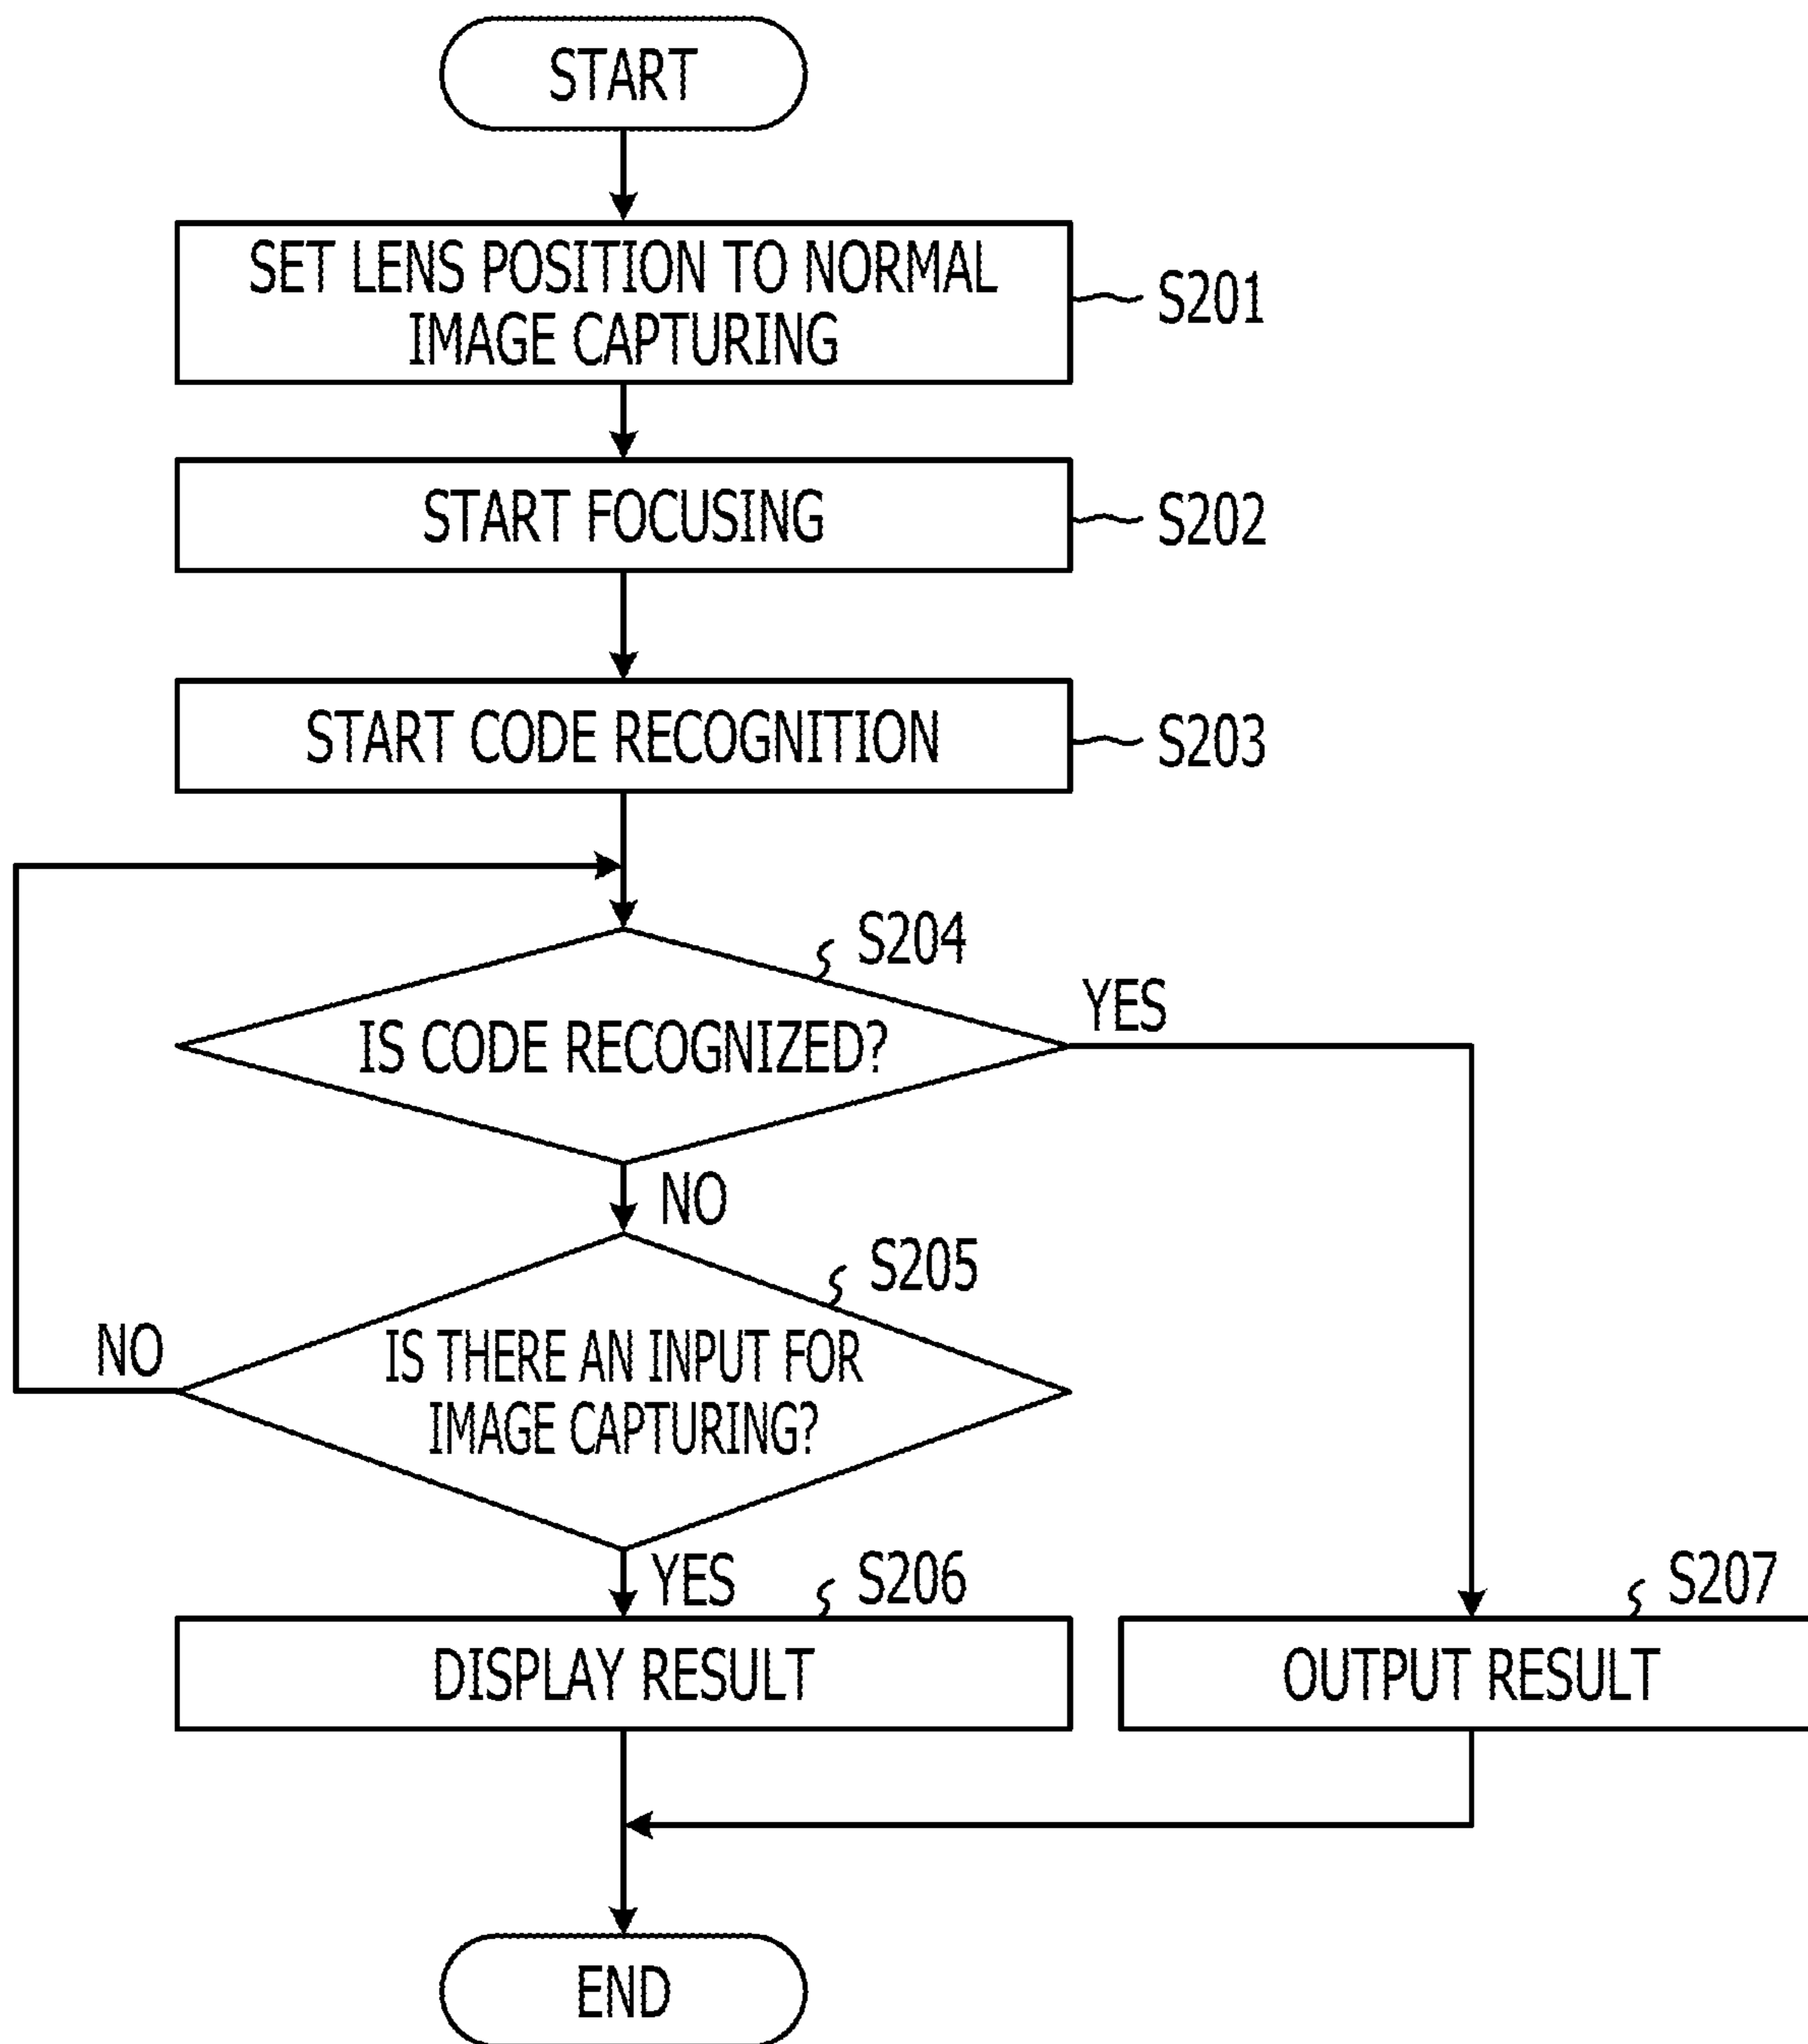 START
SET LENS POSITION TO NORMAL
IMAGE CAPTURING
S201
START FOCUSING
S202
START CODE RECOGNITION
S203
S204
IS CODE RECOGNIZED?
YES
NO
S205
IS THERE AN INPUT FOR
IMAGE CAPTURING?
NO
YES
S206
DISPLAY RESULT
S207
OUTPUT RESULT
END